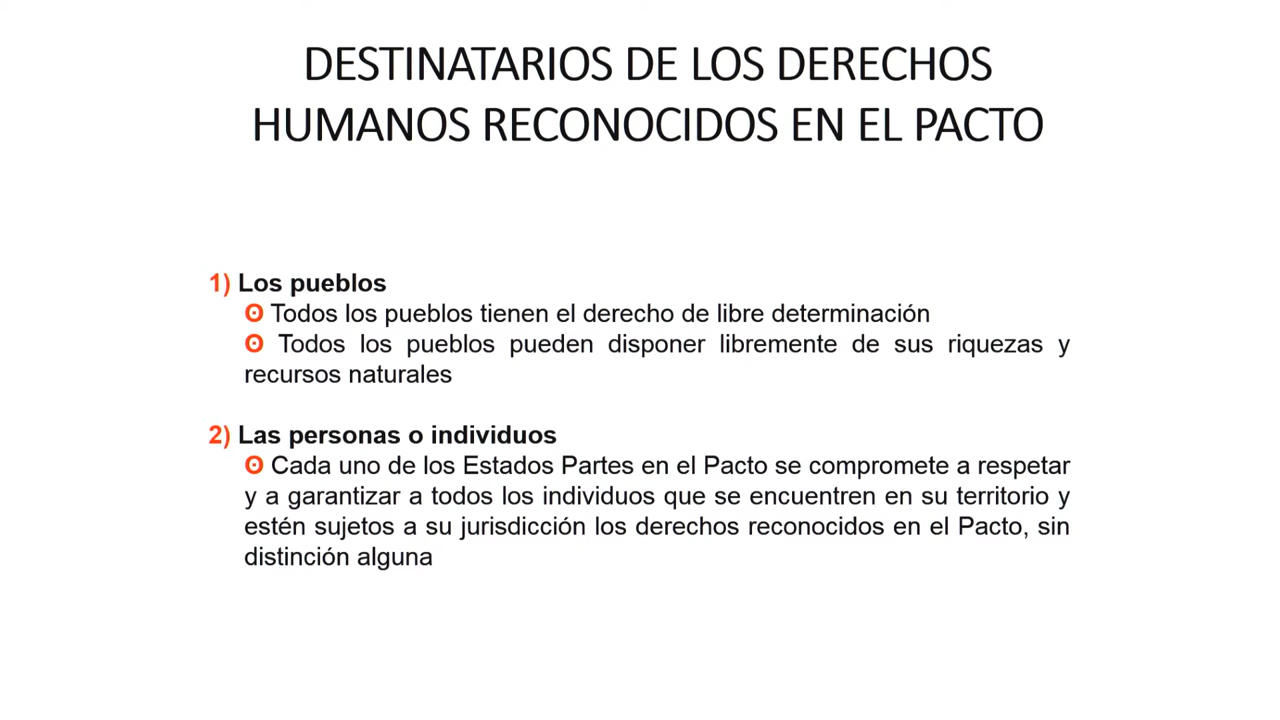 DESTINATARIOS DE LOS DERECHOS
HUMANOS RECONOCIDOS EN EL PACTO
1) Los pueblos
ʘ Todos los pueblos tienen el derecho de libre determinación
ʘ Todos los pueblos pueden disponer libremente de sus riquezas y
recursos naturales
2) Las personas o individuos
ʘ Cada uno de los Estados Partes en el Pacto se compromete a respetar
y a garantizar a todos los individuos que se encuentren en su territorio y
estén sujetos a su jurisdicción los derechos reconocidos en el Pacto, sin
distinción alguna